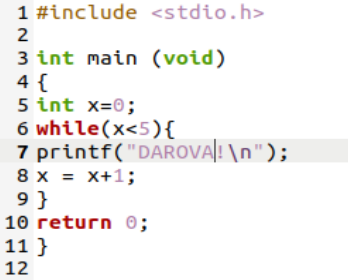 1 #include <stdio.h>
2
3 int main (void)
4 {
5 int x=0;
6 while(x<5){
7 printf("DAROVA!\n");
8 x = x+1;
9 }
10 return 0;
11 }
12